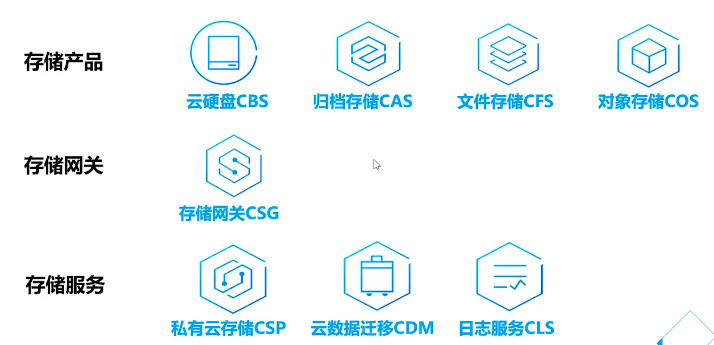 存储产品
云硬盘CBS
归档存储CAS
文件存储CFS
对象存储COS
存储网关
存储网关CSG
存储服务
私有云存储CSP
云数据迁移CDM
日志服务CLS